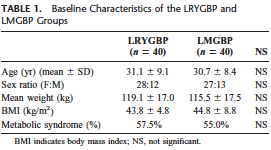 TABLE 1. Baseline Characteristics of the LRYGBP and
LMGBP Groups
LRYGBP LMGBP
(n = 40) (n = 40) NS
Age (yr) (mean ± SD) 31.1 ± 9.1 30.7 ± 8.4 NS
Sex ratio (F:M) 28:12 27:13 NS
Mean weight (kg) 119.1 ± 17.0 115.5 ± 17.5 NS
BMI (kg/m²) 43.8 ± 4.8 44.8 ± 8.8 NS
Metabolic syndrome (%) 57.5% 55.0% NS
BMI indicates body mass index; NS, not significant.